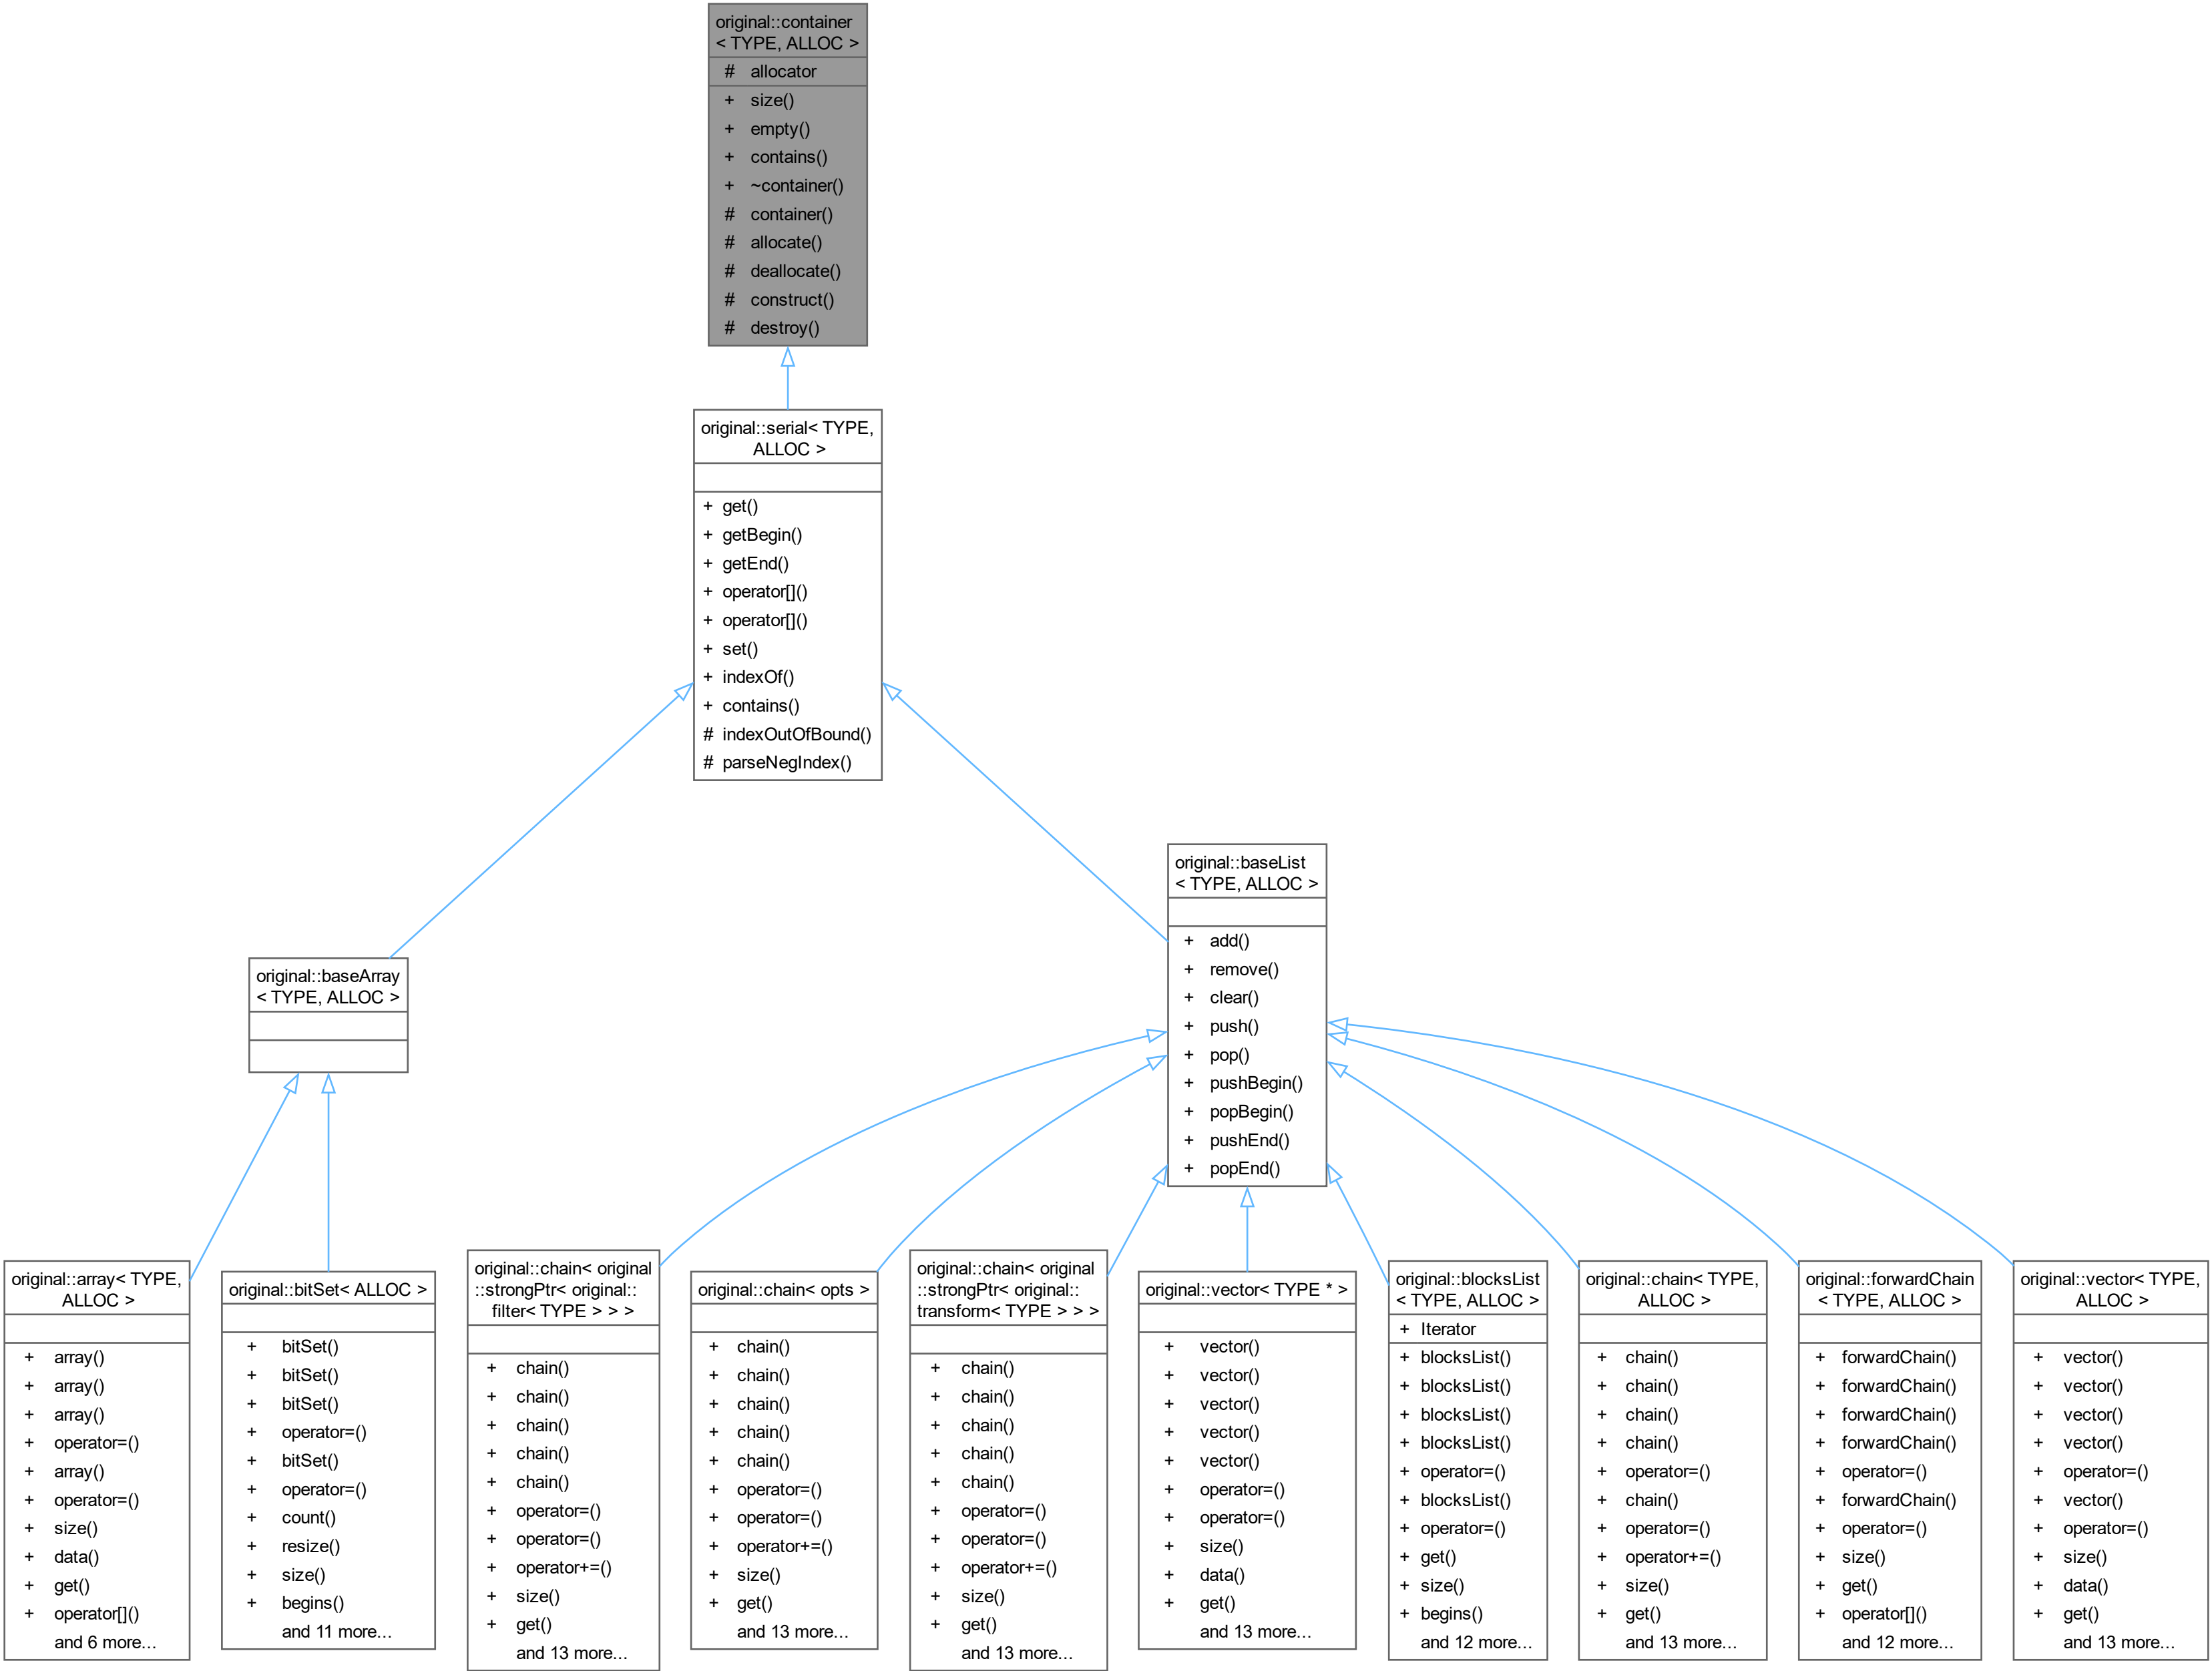 original::container
< TYPE, ALLOC >
# allocator
+ size()
+ empty()
+ contains()
+ ~container()
# container()
# allocate()
# deallocate()
# construct()
# destroy()
original::serial< TYPE,
ALLOC >
+ get()
+ getBegin()
+ getEnd()
+ operator[]()
+ operator[]()
+ set()
+ indexOf()
+ contains()
# indexOutOfBound()
# parseNegIndex()
original::baseArray
< TYPE, ALLOC >
original::baseList
< TYPE, ALLOC >
+ add()
+ remove()
+ clear()
+ push()
+ pop()
+ pushBegin()
+ popBegin()
+ pushEnd()
+ popEnd()
original::array< TYPE,
ALLOC >
+ array()
+ array()
+ array()
+ operator=()
+ array()
+ operator=()
+ size()
+ data()
+ get()
+ operator[]()
and 6 more...
original::bitSet< ALLOC >
+ bitSet()
+ bitSet()
+ bitSet()
+ operator=()
+ bitSet()
+ operator=()
+ count()
+ resize()
+ size()
+ begins()
and 11 more...
original::chain< original
::strongPtr< original::
filter< TYPE > > >
+ chain()
+ chain()
+ chain()
+ chain()
+ chain()
+ operator=()
+ operator=()
+ operator+=()
+ size()
+ get()
and 13 more...
original::chain< opts >
+ chain()
+ chain()
+ chain()
+ chain()
+ chain()
+ operator=()
+ operator=()
+ operator+=()
+ size()
+ get()
and 13 more...
original::chain< original
::strongPtr< original::
transform< TYPE > > >
+ chain()
+ chain()
+ chain()
+ chain()
+ chain()
+ operator=()
+ operator=()
+ operator+=()
+ size()
+ get()
and 13 more...
original::vector< TYPE * >
+ vector()
+ vector()
+ vector()
+ vector()
+ vector()
+ operator=()
+ operator=()
+ size()
+ data()
+ get()
and 13 more...
original::blocksList
< TYPE, ALLOC >
+ Iterator
+ blocksList()
+ blocksList()
+ blocksList()
+ blocksList()
+ operator=()
+ blocksList()
+ operator=()
+ get()
+ size()
+ begins()
and 12 more...
original::chain< TYPE,
ALLOC >
+ chain()
+ chain()
+ chain()
+ chain()
+ operator=()
+ chain()
+ operator=()
+ operator+=()
+ size()
+ get()
and 13 more...
original::forwardChain
< TYPE, ALLOC >
+ forwardChain()
+ forwardChain()
+ forwardChain()
+ forwardChain()
+ operator=()
+ forwardChain()
+ operator=()
+ size()
+ get()
+ operator[]()
and 12 more...
original::vector< TYPE,
ALLOC >
+ vector()
+ vector()
+ vector()
+ vector()
+ operator=()
+ vector()
+ operator=()
+ size()
+ data()
+ get()
and 13 more...